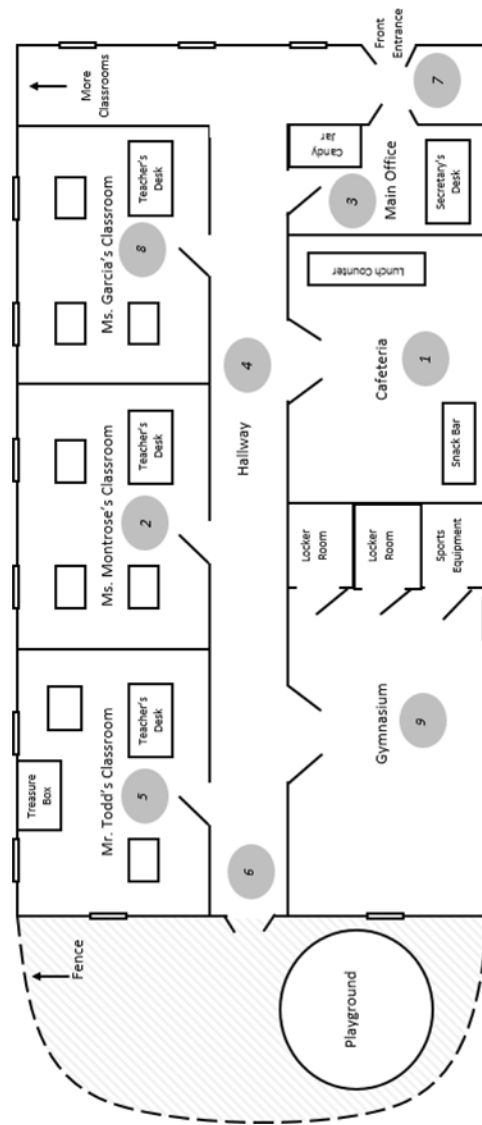 Fence
Treasure
Box
More
Classrooms
Mr. Todd's Classroom
Ms. Montrose's Classroom
Ms. Garcia's Classroom
5
Teacher's
Desk
2
Teacher's
Desk
8
Teacher's
Desk
6
Hallway
4
Playground
Gymnasium
9
Locker
Room
Locker
Room
Sports
Equipment
Cafeteria
Snack Bar
1
Lunch Counter
Candy
Jar
3
Main Office
Secretary's
Desk
Front
Entrance
7